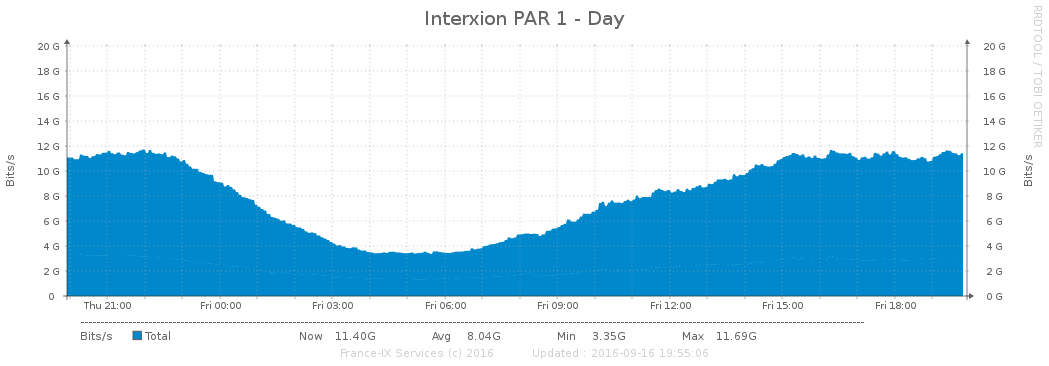 Interxion PAR 1 - Day
RRDTOOL / TOBI OETIKER
Bits/s
20 G 20 G
18 G 18 G
16 G 16 G
14 G 14 G
12 G 12 G
10 G 10 G
8 G 8 G
6 G 6 G
4 G 4 G
2 G 2 G
0 0 G
Bits/s
Thu 21:00 Fri 00:00 Fri 03:00 Fri 06:00 Fri 09:00 Fri 12:00 Fri 15:00 Fri 18:00
Bits/s Total Now 11.40G Avg 8.04G Min 3.35G Max 11.69G
France-IX Services (c) 2016 Updated : 2016-09-16 19:55:06